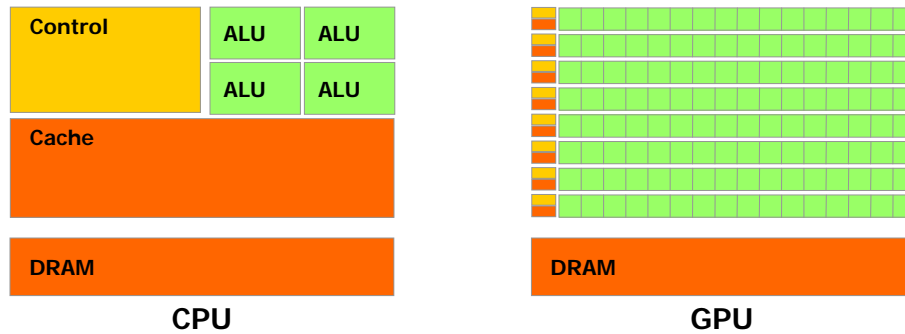 Control
ALU
ALU
ALU
ALU
Cache
DRAM
DRAM
CPU
GPU